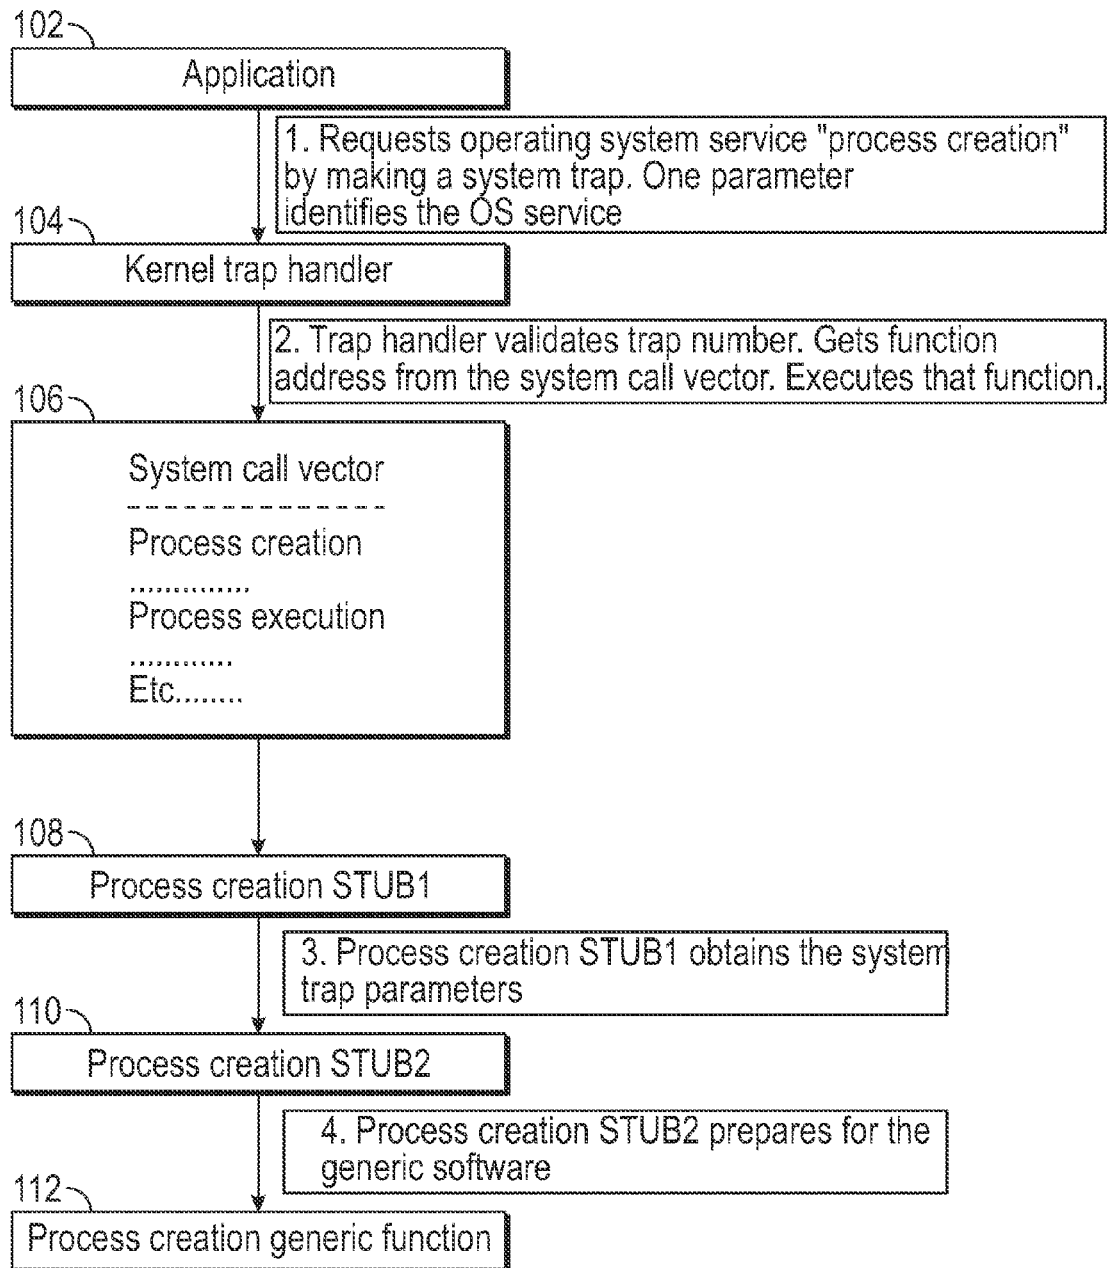 102
Application
1. Requests operating system service "process creation"
by making a system trap. One parameter
identifies the OS service
104
Kernel trap handler
2. Trap handler validates trap number. Gets function
address from the system call vector. Executes that function.
106
System call vector
---------------
Process creation
.............
Process execution
............
Etc........
108
Process creation STUB1
3. Process creation STUB1 obtains the system
trap parameters
110
Process creation STUB2
4. Process creation STUB2 prepares for the
generic software
112
Process creation generic function